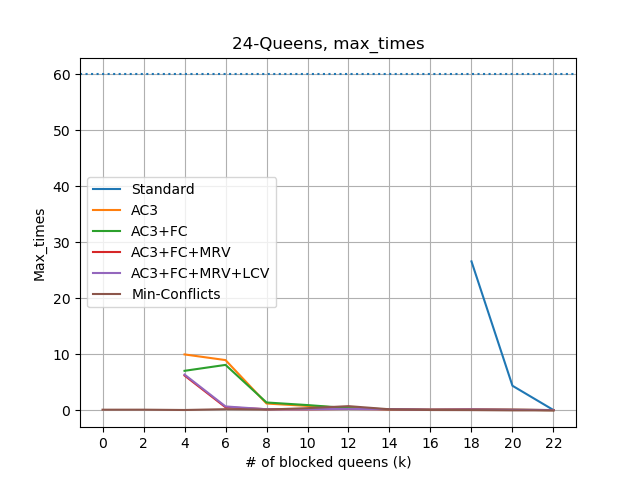 24-Queens, max_times
60
50
40
30
20
10
0
Max_times
Standard
AC3
AC3+FC
AC3+FC+MRV
AC3+FC+MRV+LCV
Min-Conflicts
0 2 4 6 8 10 12 14 16 18 20 22
# of blocked queens (k)